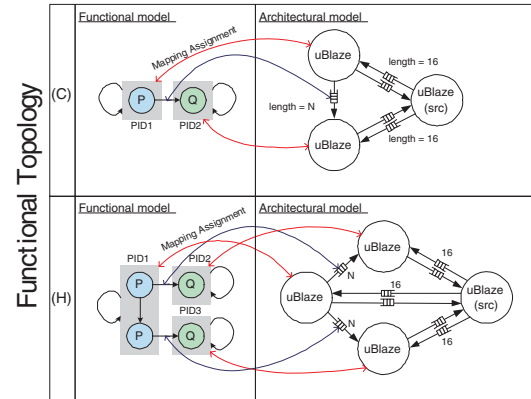 Functional Topology
(C)
Functional model
Mapping Assignment
P
Q
PID1
PID2
Architectural model
uBlaze
length = 16
length = N
uBlaze
(src)
length = 16
uBlaze
(H)
Functional model
Mapping Assignment
PID1
PID2
P
Q
PID3
P
Q
Architectural model
uBlaze
16
N
16
uBlaze
uBlaze
(src)
N
16
uBlaze